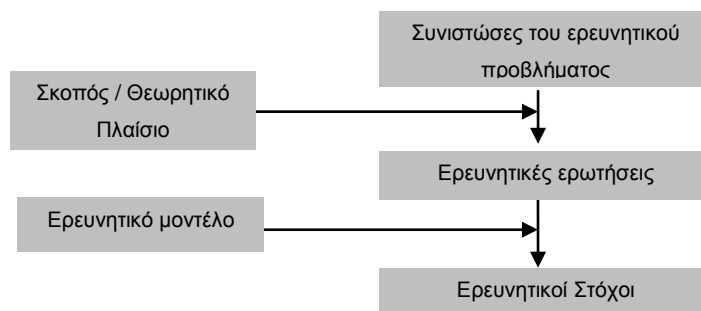 Συνιστώσες του ερευνητικού
προβλήματος
Σκοπός / Θεωρητικό
Πλαίσιο
Ερευνητικές ερωτήσεις
Ερευνητικό μοντέλο
Ερευνητικοί Στόχοι